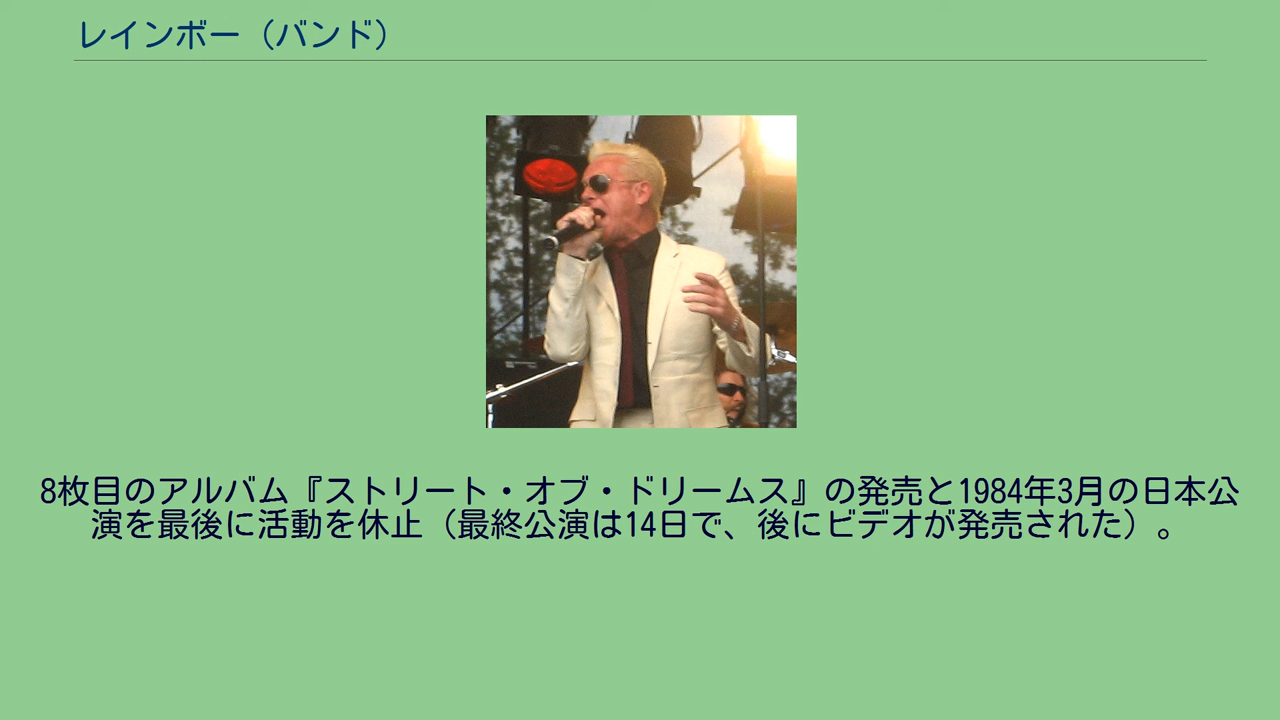 レインボー（バンド）
8枚目のアルバム『ストリート・オブ・ドリームス』の発売と1984年3月の日本公
演を最後に活動を休止（最終公演は14日で、後にビデオが発売された）。